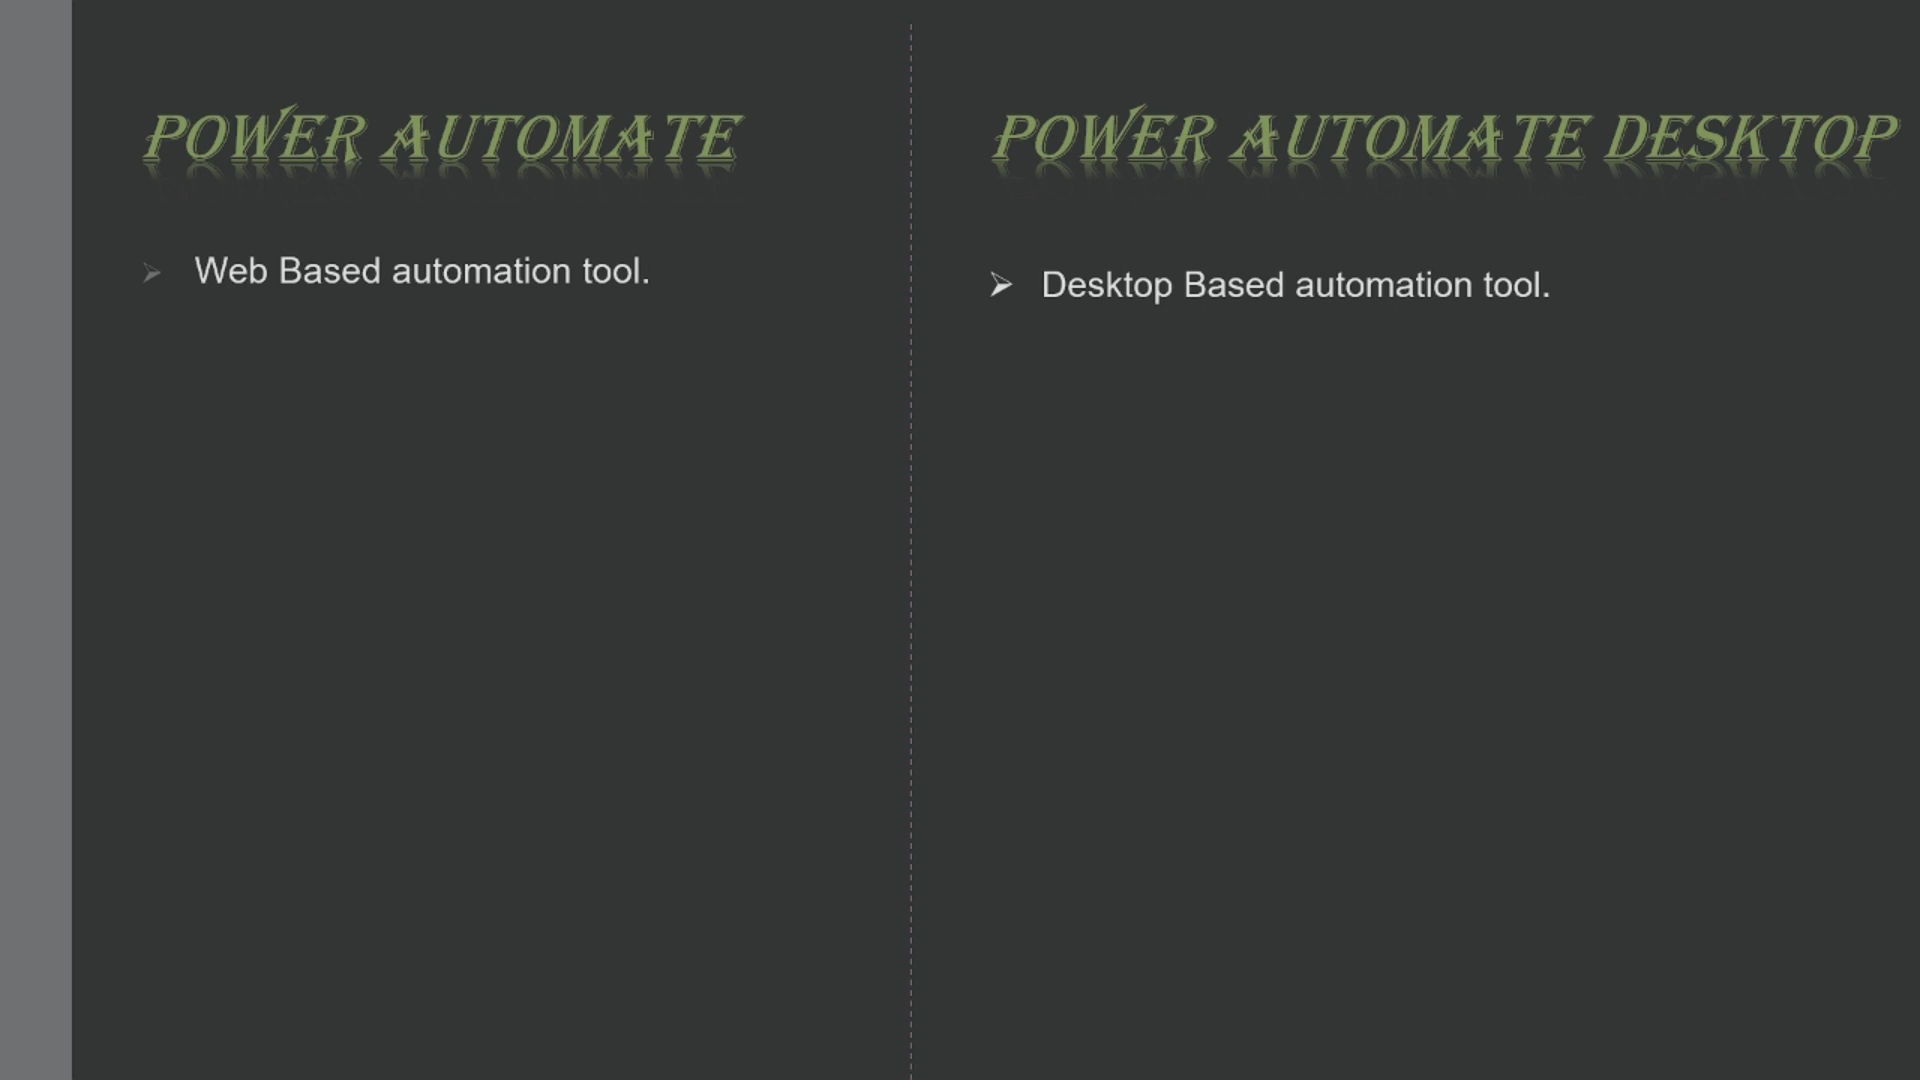 POWER AUTOMATE
Web Based automation tool.
POWER AUTOMATE DESKTOP
Desktop Based automation tool.